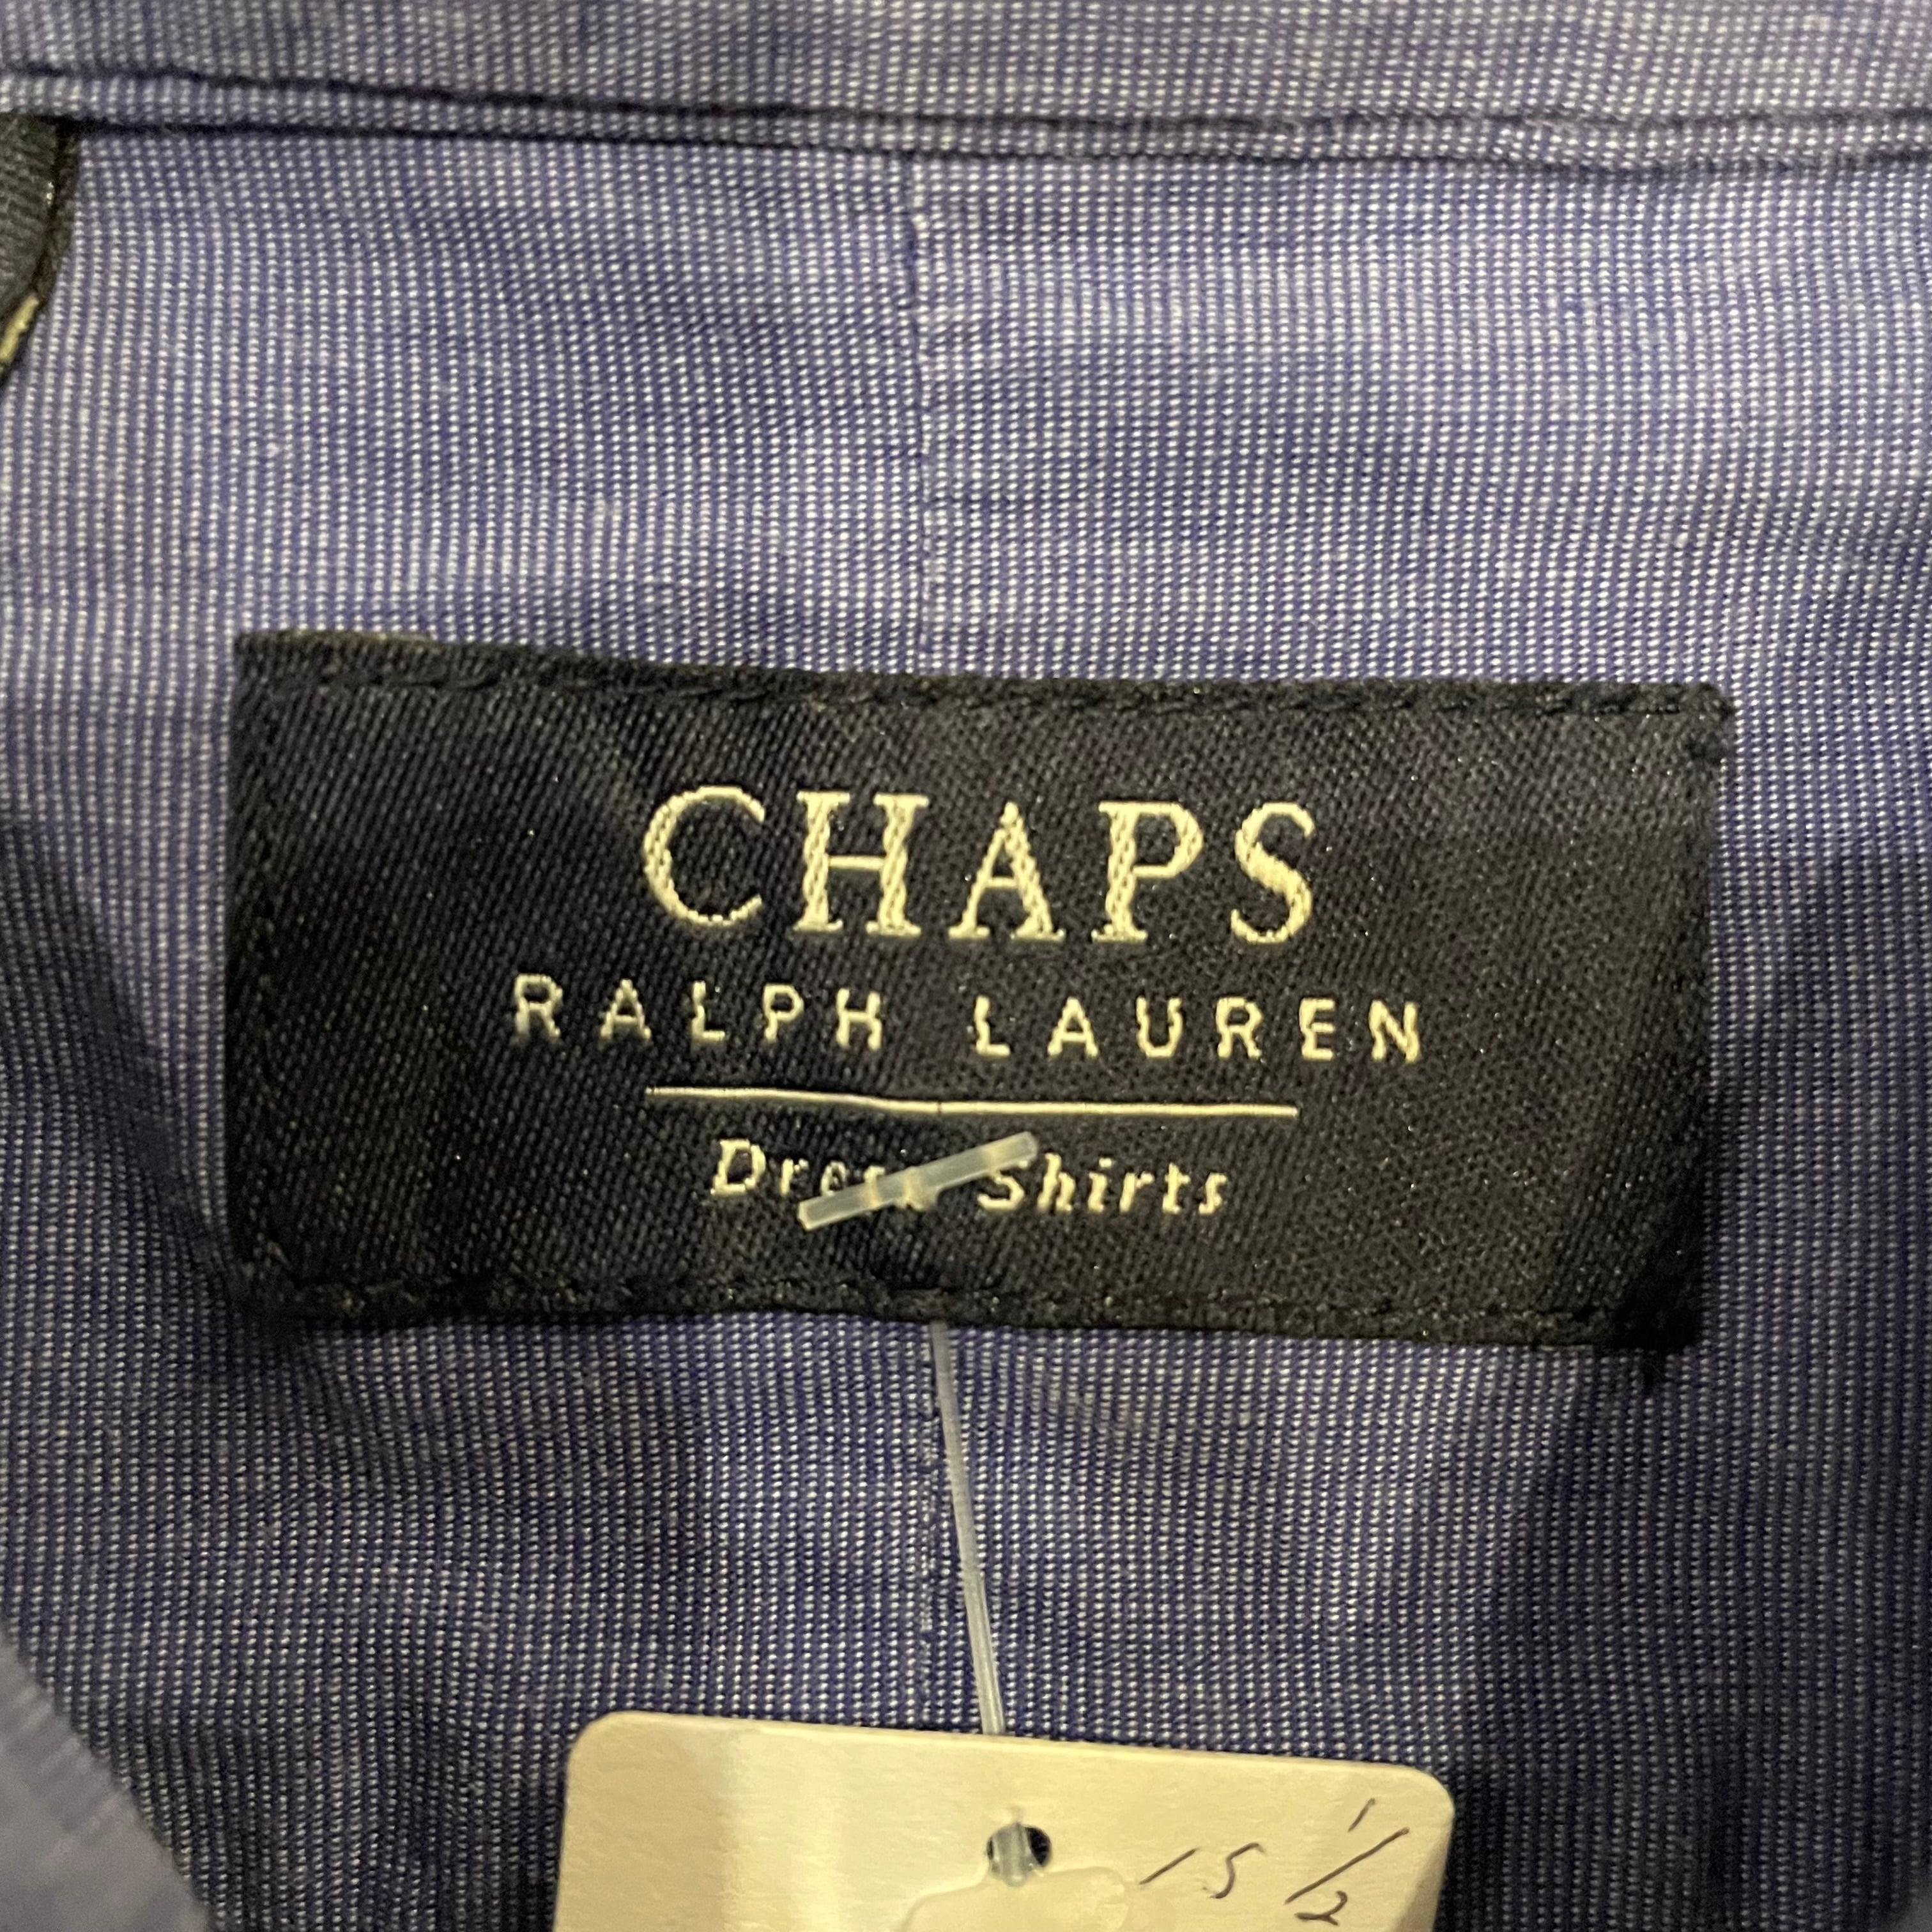 CHAPS
RALPH LAUREN
Dress Shirts
15 1/2